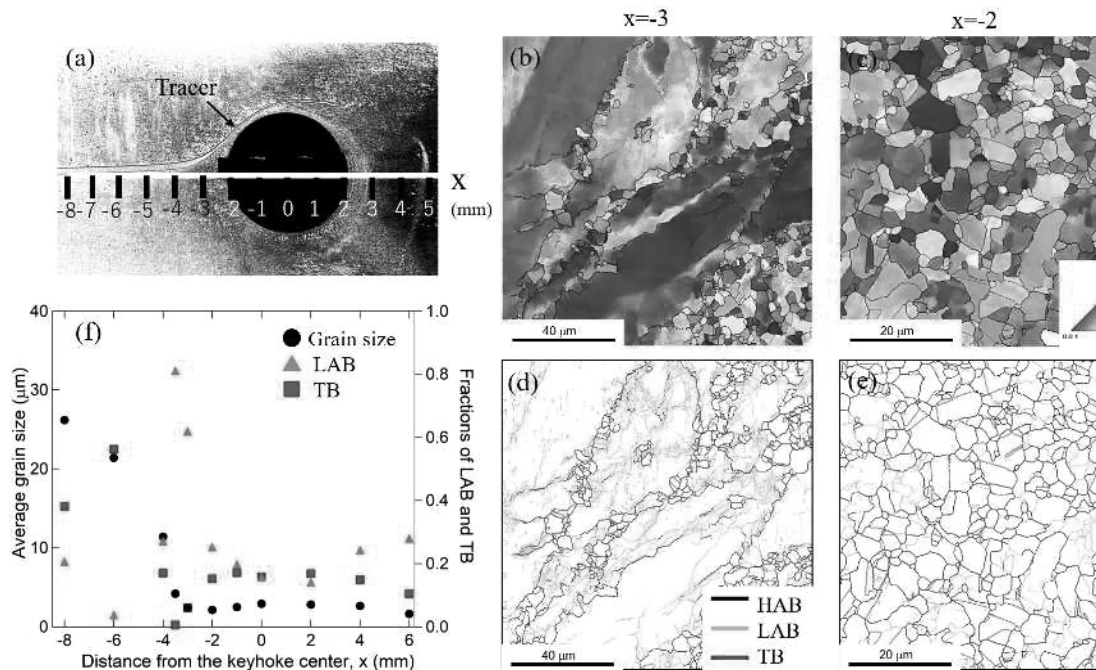 x=-3
x=-2
(a)
Tracer
X
(mm)
-8 -7 -6 -5 -4 -3 -2 -1 0 1 2 3 4 5
(b)
40 μm
(c)
20 μm
(f)
Grain size
LAB
TB
Average grain size (μm)
40
30
20
10
0
Fractions of LAB and TB
1.0
0.8
0.6
0.4
0.2
0.0
-8 -6 -4 -2 0 2 4 6
Distance from the keyhoke center, x (mm)
(d)
40 μm
HAB
LAB
TB
(e)
20 μm